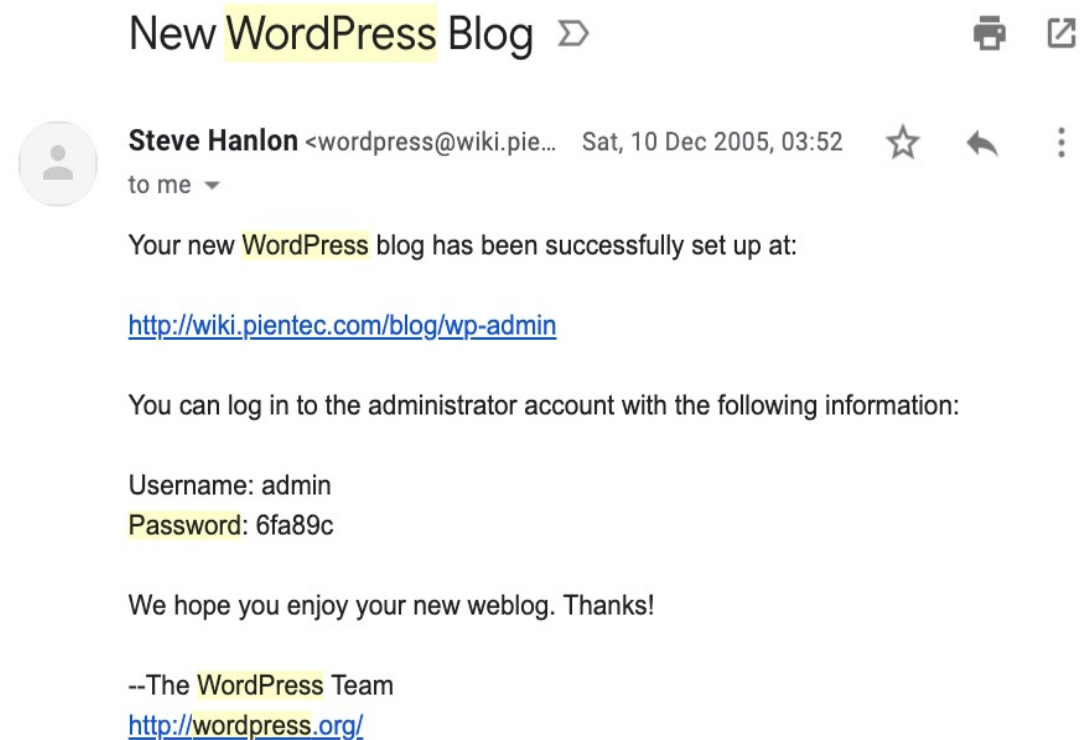 New WordPress Blog
Steve Hanlon <wordpress@wiki.pie... Sat, 10 Dec 2005, 03:52
to me
Your new WordPress blog has been successfully set up at:
http://wiki.pientec.com/blog/wp-admin
You can log in to the administrator account with the following information:
Username: admin
Password: 6fa89c
We hope you enjoy your new weblog. Thanks!
--The WordPress Team
http://wordpress.org/